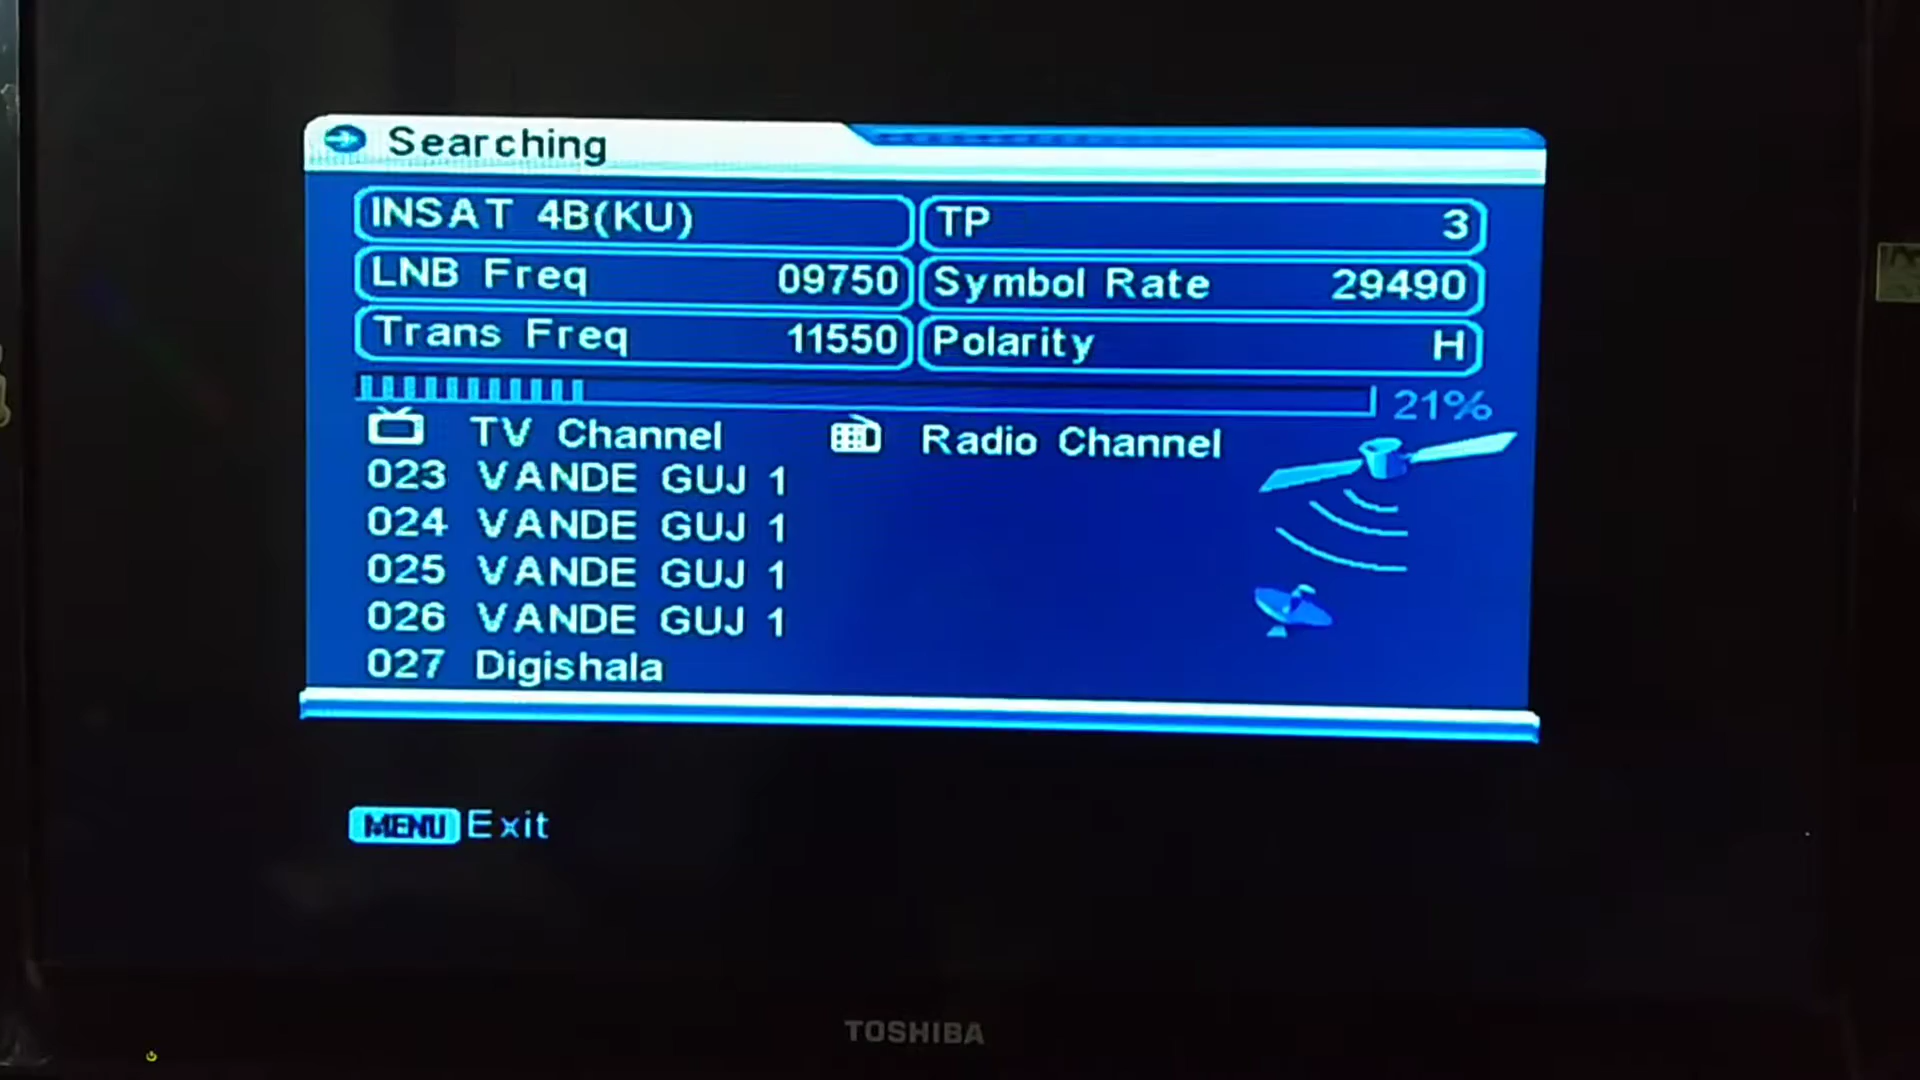 Searching
INSAT 4B(KU)
TP 3
LNB Freq 09750
Symbol Rate 29490
Trans Freq 11550
Polarity H
21%
TV Channel
Radio Channel
023 VANDE GUJ 1
024 VANDE GUJ 1
025 VANDE GUJ 1
026 VANDE GUJ 1
027 Digishala
MENU Exit
TOSHIBA